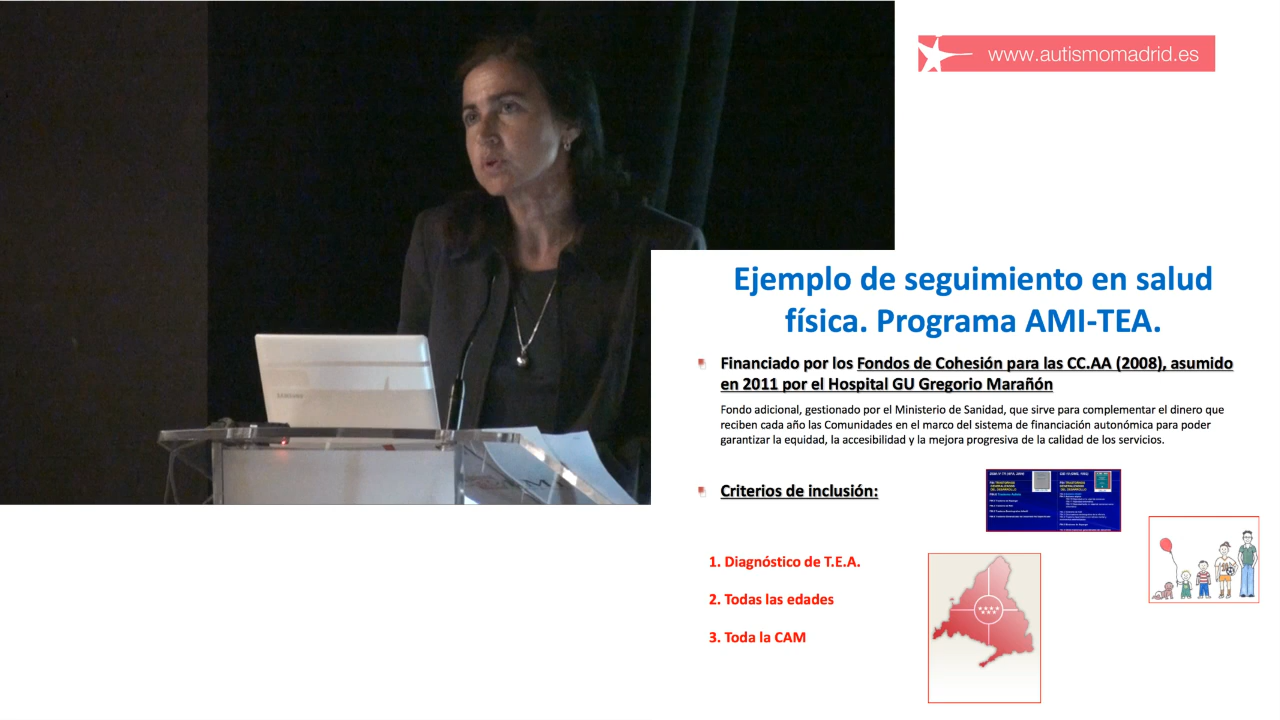 www.autismomadrid.es
Ejemplo de seguimiento en salud
física. Programa AMI-TEA.
Financiado por los Fondos de Cohesión para las CC.AA (2008), asumido
en 2011 por el Hospital GU Gregorio Marañón
Fondo adicional, gestionado por el Ministerio de Sanidad, que sirve para complementar el dinero que
reciben cada año las Comunidades en el marco del sistema de financiación autonómica para poder
garantizar la equidad, la accesibilidad y la mejora progresiva de la calidad de los servicios.
Criterios de inclusión:
1. Diagnóstico de T.E.A.
2. Todas las edades
3. Toda la CAM
SAMSUNG